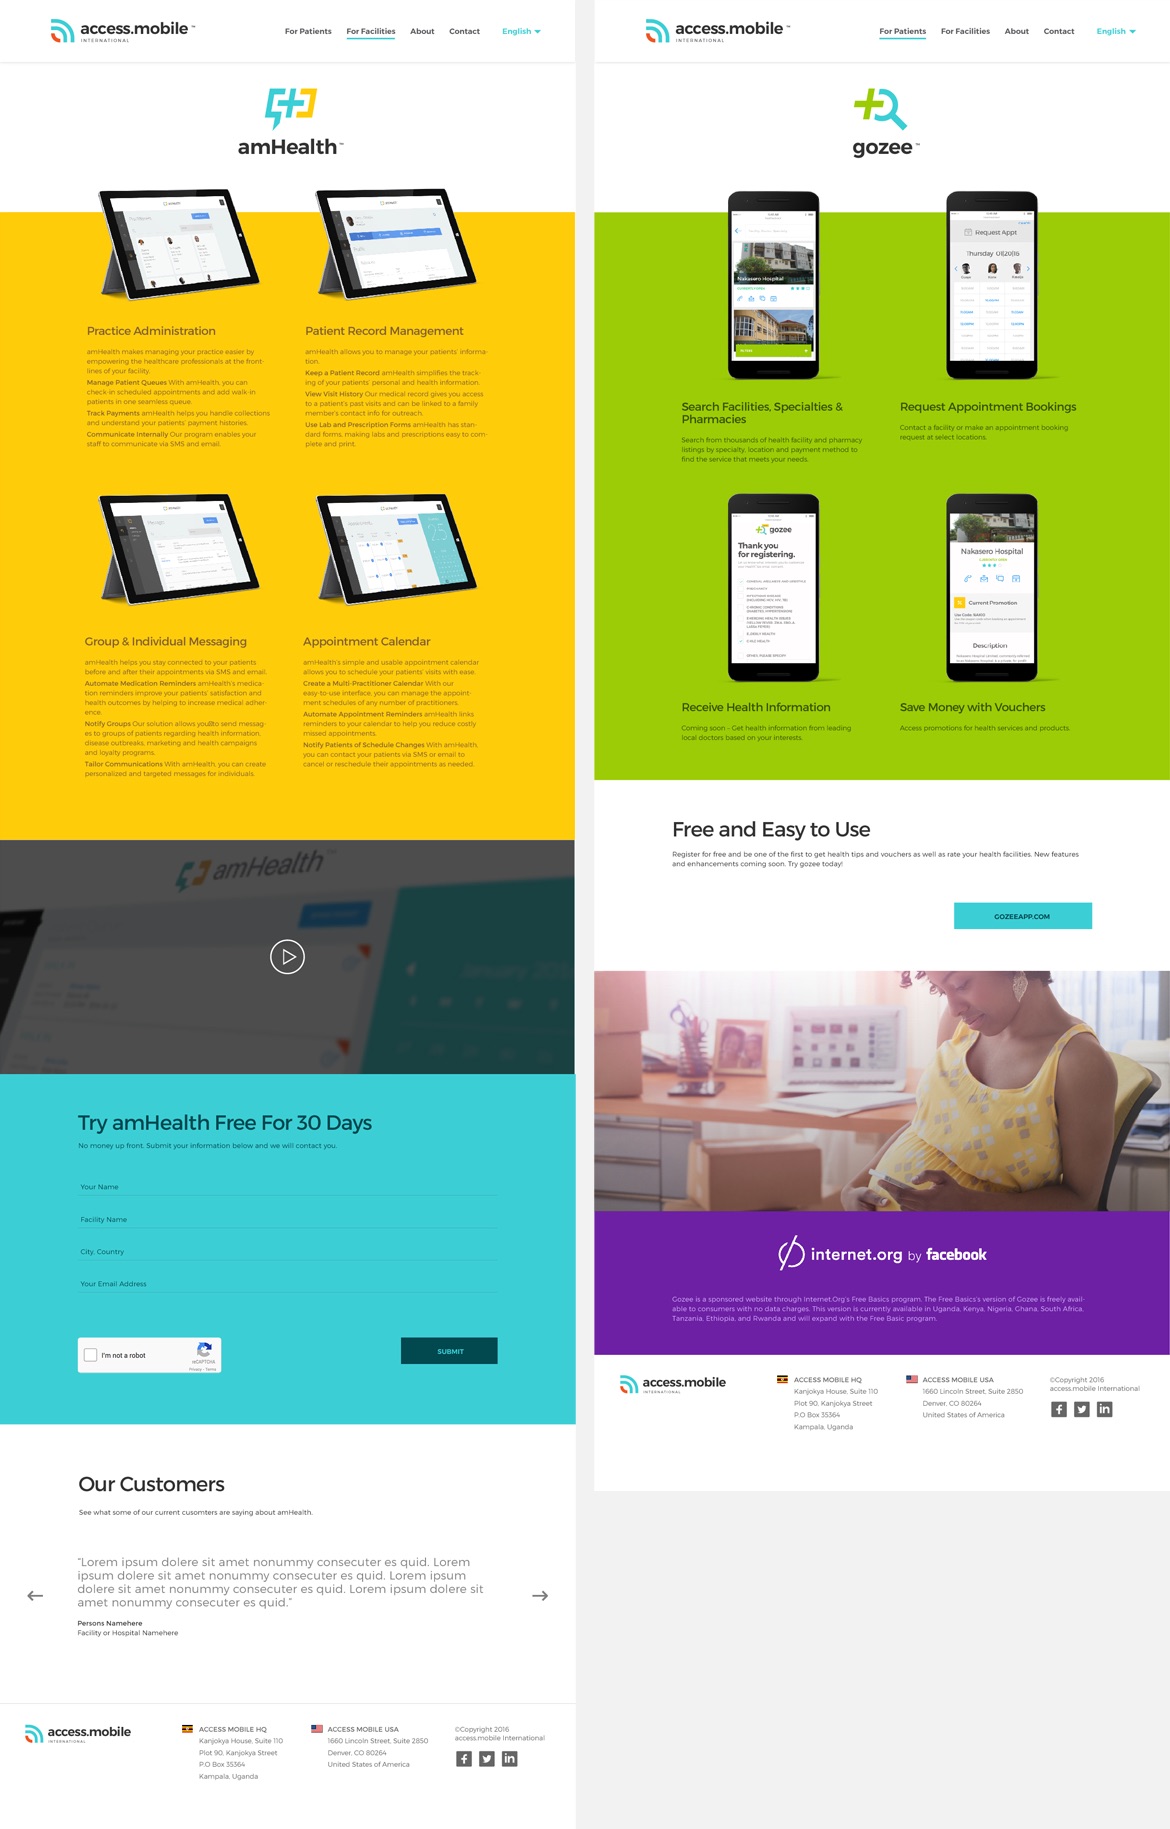 access.mobile™
INTERNATIONAL
For Patients
For Facilities
About
Contact
English
amHealth™
Practice Administration
amHealth makes managing your practice easier by
empowering the healthcare professionals at the front-
lines of your facility.
Manage Patient Queues With amHealth, you can
check-in scheduled appointments and add walk-in
patients in one seamless queue.
Track Payments amHealth helps you handle collections
and understand your patients' payment histories.
Communicate Internally Our program enables your
staff to communicate via SMS and email.
Patient Record Management
amHealth allows you to manage your patients' informa-
tion.
Keep a Patient Record amHealth simplifies the track-
ing of your patients' personal and health information.
View Visit History Our medical record gives you access
to a patient's past visits and can be linked to a family
member's contact info for outreach.
Use Lab and Prescription Forms amHealth has stan-
dard forms, making labs and prescriptions easy to com-
plete and print.
Group & Individual Messaging
amHealth helps you stay connected to your patients
before and after their appointments via SMS and email.
Automate Medication Reminders amHealth's medica-
tion reminders improve your patients' satisfaction and
health outcomes by helping to increase medical adher-
ence.
Notify Groups Our solution allows you to send messag-
es to groups of patients regarding health information,
disease outbreaks, marketing and health campaigns
and loyalty programs.
Tailor Communications With amHealth, you can create
personalized and targeted messages for individuals.
Appointment Calendar
amHealth's simple and usable appointment calendar
allows you to schedule your patients' visits with ease.
Create a Multi-Practitioner Calendar With our
easy-to-use interface, you can manage the appoint-
ment schedules of any number of practitioners.
Automate Appointment Reminders amHealth links
reminders to your calendar to help you reduce costly
missed appointments.
Notify Patients of Schedule Changes With amHealth,
you can contact your patients via SMS or email to
cancel or reschedule their appointments as needed.
amHealth™
January
Try amHealth Free For 30 Days
No money up front. Submit your information below and we will contact you.
Your Name
Facility Name
City, Country
Your Email Address
I'm not a robot
reCAPTCHA
Privacy - Terms
SUBMIT
Our Customers
See what some of our current cusomters are saying about amHealth.
"Lorem ipsum dolere sit amet nonummy consecuter es quid. Lorem
ipsum dolere sit amet nonummy consecuter es quid. Lorem ipsum
dolere sit amet nonummy consecuter es quid. Lorem ipsum dolere sit
amet nonummy consecuter es quid."
Persons Namehere
Facility or Hospital Namehere
access.mobile
INTERNATIONAL
ACCESS MOBILE HQ
Kanjokya House, Suite 110
Plot 90, Kanjokya Street
P.O Box 35364
Kampala, Uganda
ACCESS MOBILE USA
1660 Lincoln Street, Suite 2850
Denver, CO 80264
United States of America
©Copyright 2016
access.mobile International
access.mobile™
INTERNATIONAL
For Patients
For Facilities
About
Contact
English
gozee™
Nakasero Hospital
Request Appt
Thursday
Search Facilities, Specialties &
Pharmacies
Search from thousands of health facility and pharmacy
listings by specialty, location and payment method to
find the service that meets your needs.
Request Appointment Bookings
Contact a facility or make an appointment booking
request at select locations.
gozee
Thank you
for registering.
Nakasero Hospital
Current Promotion
Description
Receive Health Information
Coming soon - Get health information from leading
local doctors based on your interests.
Save Money with Vouchers
Access promotions for health services and products.
Free and Easy to Use
Register for free and be one of the first to get health tips and vouchers as well as rate your health facilities. New features
and enhancements coming soon. Try gozee today!
GOZEEAPP.COM
internet.org by facebook
Gozee is a sponsored website through Internet.Org's Free Basics program. The Free Basics's version of Gozee is freely avail-
able to consumers with no data charges. This version is currently available in Uganda, Kenya, Nigeria, Ghana, South Africa,
Tanzania, Ethiopia, and Rwanda and will expand with the Free Basic program.
access.mobile
INTERNATIONAL
ACCESS MOBILE HQ
Kanjokya House, Suite 110
Plot 90, Kanjokya Street
P.O Box 35364
Kampala, Uganda
ACCESS MOBILE USA
1660 Lincoln Street, Suite 2850
Denver, CO 80264
United States of America
©Copyright 2016
access.mobile International